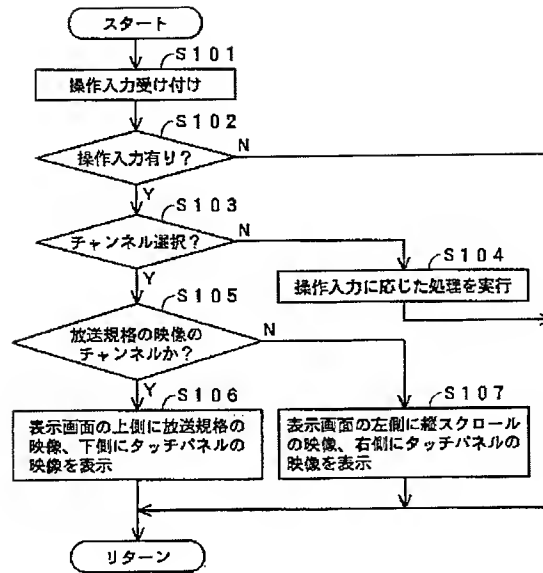 スタート
S101
操作入力受け付け
S102
操作入力有り?
N
Y
S103
チャンネル選択?
N
Y
S104
操作入力に応じた処理を実行
S105
放送規格の映像の
チャンネルか?
N
Y
S106
表示画面の上側に放送規格の
映像、下側にタッチパネルの
映像を表示
S107
表示画面の左側に縦スクロール
の映像、右側にタッチパネルの
映像を表示
リターン